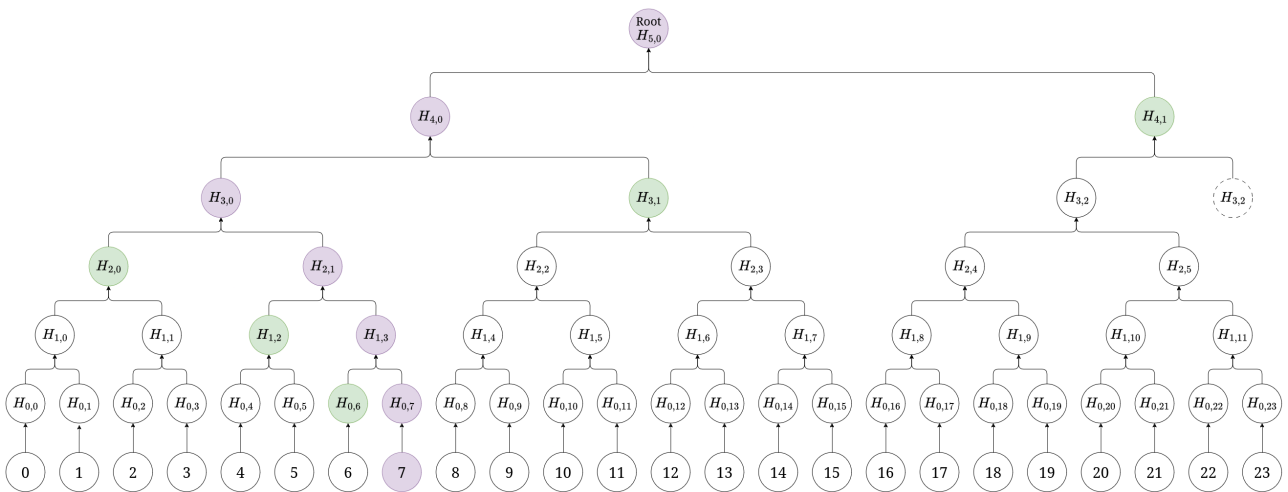 Root
H5,0
H4,0
H4,1
H3,0
H3,1
H3,2
H3,2
H2,0
H2,1
H2,2
H2,3
H2,4
H2,5
H1,0
H1,1
H1,2
H1,3
H1,4
H1,5
H1,6
H1,7
H1,8
H1,9
H1,10
H1,11
H0,0
H0,1
H0,2
H0,3
H0,4
H0,5
H0,6
H0,7
H0,8
H0,9
H0,10
H0,11
H0,12
H0,13
H0,14
H0,15
H0,16
H0,17
H0,18
H0,19
H0,20
H0,21
H0,22
H0,23
0
1
2
3
4
5
6
7
8
9
10
11
12
13
14
15
16
17
18
19
20
21
22
23